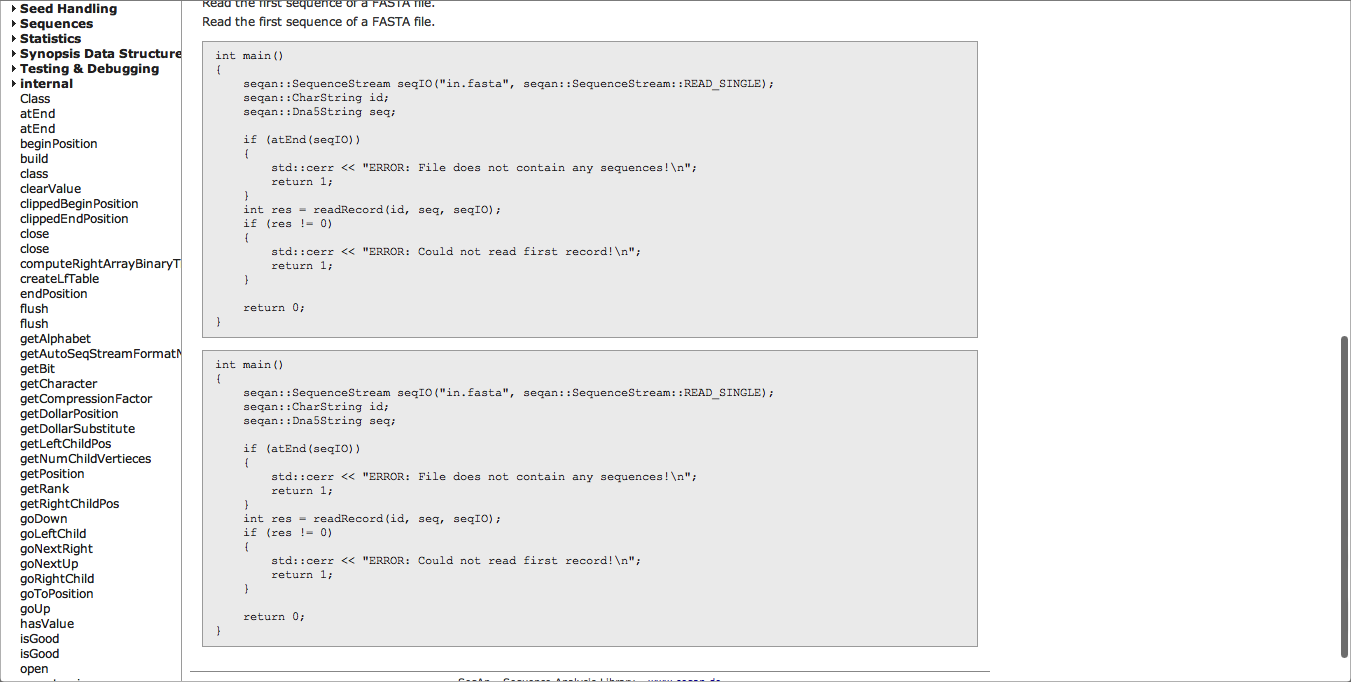 Seed Handling
Sequences
Statistics
Synopsis Data Structure
Testing & Debugging
internal
Class
atEnd
atEnd
beginPosition
build
class
clearValue
clippedBeginPosition
clippedEndPosition
close
close
computeRightArrayBinaryT
createLfTable
endPosition
flush
flush
getAlphabet
getAutoSeqStreamFormatN
getBit
getCharacter
getCompressionFactor
getDollarPosition
getDollarSubstitute
getLeftChildPos
getNumChildVertieces
getPosition
getRank
getRightChildPos
goDown
goLeftChild
goNextRight
goNextUp
goRightChild
goToPosition
goUp
hasValue
isGood
isGood
open
Read the first sequence of a FASTA file.
Read the first sequence of a FASTA file.
int main()
{
    seqan::SequenceStream seqIO("in.fasta", seqan::SequenceStream::READ_SINGLE);
    seqan::CharString id;
    seqan::Dna5String seq;

    if (atEnd(seqIO))
    {
        std::cerr << "ERROR: File does not contain any sequences!\n";
        return 1;
    }
    int res = readRecord(id, seq, seqIO);
    if (res != 0)
    {
        std::cerr << "ERROR: Could not read first record!\n";
        return 1;
    }

    return 0;
}
int main()
{
    seqan::SequenceStream seqIO("in.fasta", seqan::SequenceStream::READ_SINGLE);
    seqan::CharString id;
    seqan::Dna5String seq;

    if (atEnd(seqIO))
    {
        std::cerr << "ERROR: File does not contain any sequences!\n";
        return 1;
    }
    int res = readRecord(id, seq, seqIO);
    if (res != 0)
    {
        std::cerr << "ERROR: Could not read first record!\n";
        return 1;
    }

    return 0;
}
SeqAn - Sequence Analysis Library - www.seqan.de